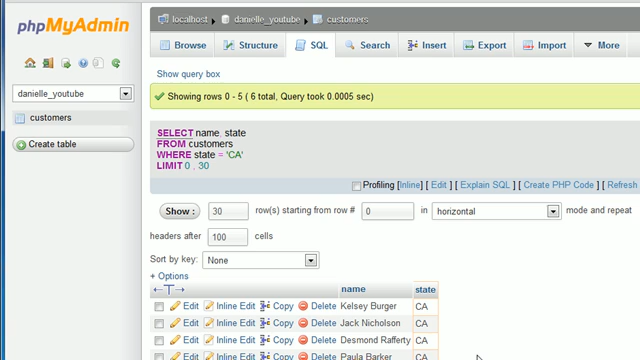 phpMyAdmin
localhost ▸ danielle_youtube ▸ customers
Browse Structure SQL Search Insert Export Import More
danielle_youtube
customers
Create table
Show query box
Showing rows 0 - 5 ( 6 total, Query took 0.0005 sec)
SELECT name, state
FROM customers
WHERE state = 'CA'
LIMIT 0 , 30
Profiling [Inline] [ Edit ] [ Explain SQL ] [ Create PHP Code ] [ Refresh
Show : 30 row(s) starting from row # 0 in horizontal mode and repeat
headers after 100 cells
Sort by key: None
+ Options
←T→ name state
Edit Inline Edit Copy Delete Kelsey Burger CA
Edit Inline Edit Copy Delete Jack Nicholson CA
Edit Inline Edit Copy Delete Desmond Rafferty CA
Edit Inline Edit Copy Delete Paula Barker CA